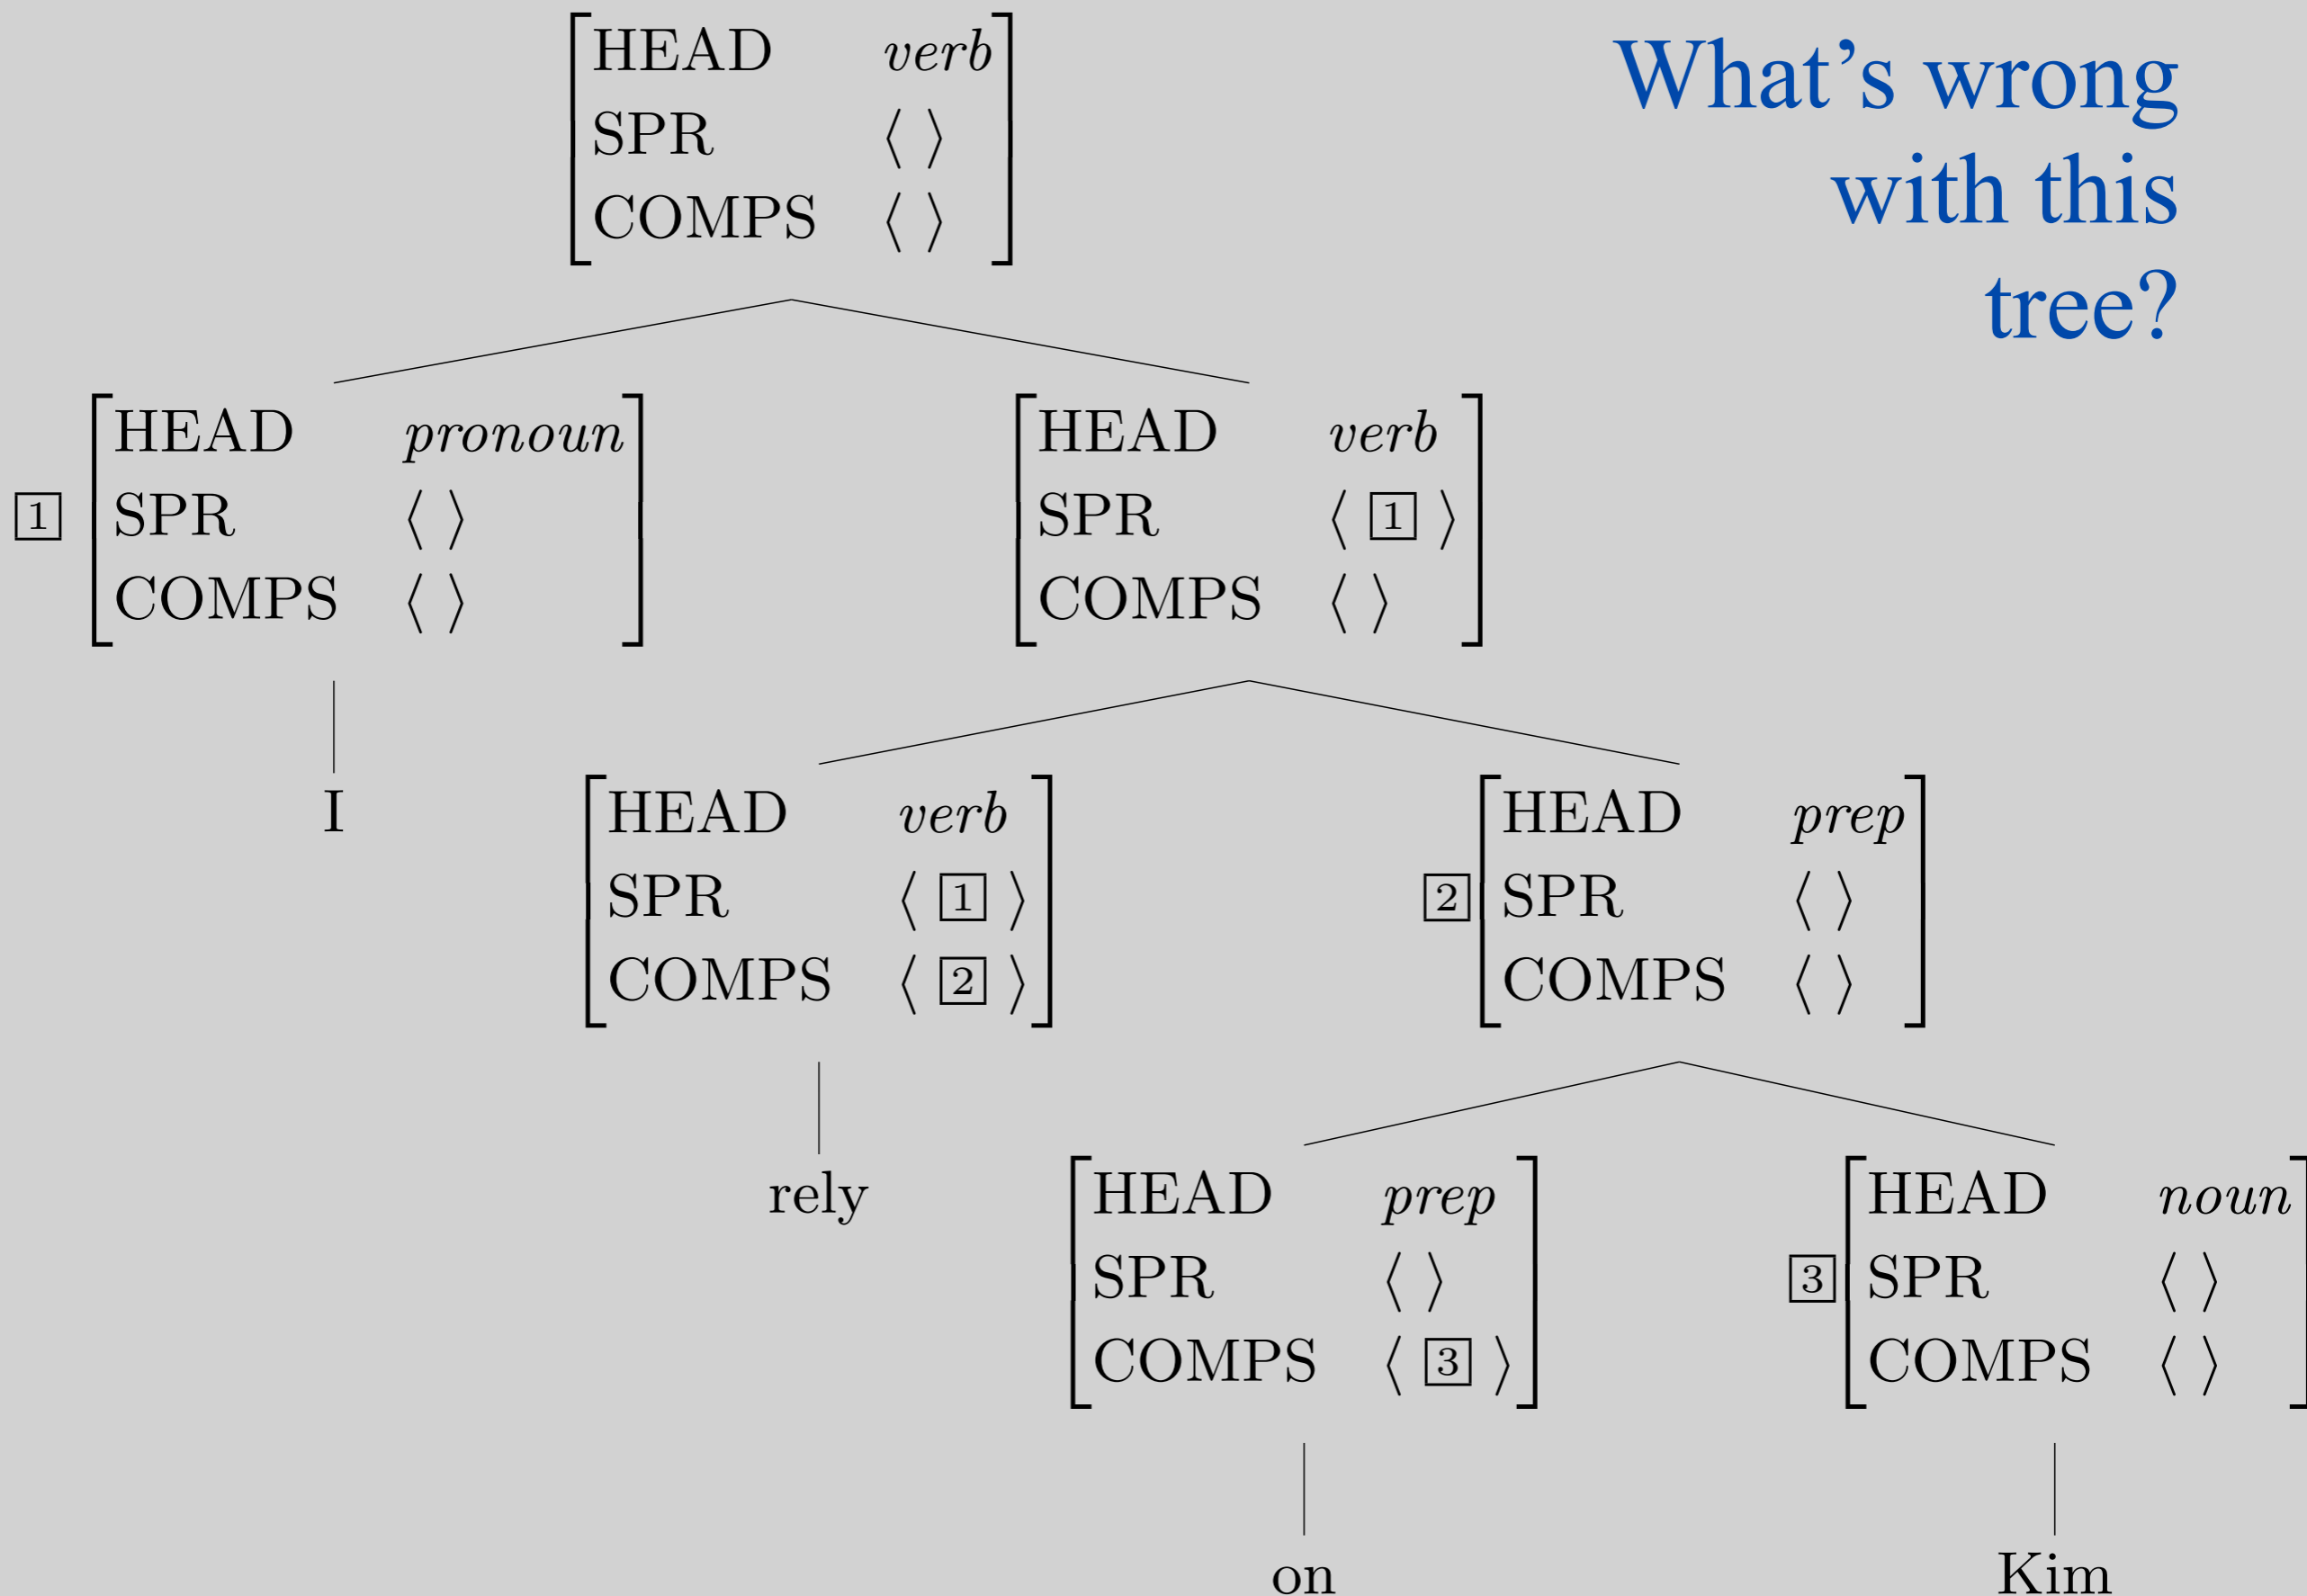 What's wrong
with this
tree?
HEAD verb
SPR ⟨ ⟩
COMPS ⟨ ⟩
HEAD pronoun
1 SPR ⟨ ⟩
COMPS ⟨ ⟩
HEAD verb
SPR ⟨ 1 ⟩
COMPS ⟨ ⟩
I
HEAD verb
SPR ⟨ 1 ⟩
COMPS ⟨ 2 ⟩
HEAD prep
2 SPR ⟨ ⟩
COMPS ⟨ ⟩
rely
HEAD prep
SPR ⟨ ⟩
COMPS ⟨ 3 ⟩
HEAD noun
3 SPR ⟨ ⟩
COMPS ⟨ ⟩
on
Kim